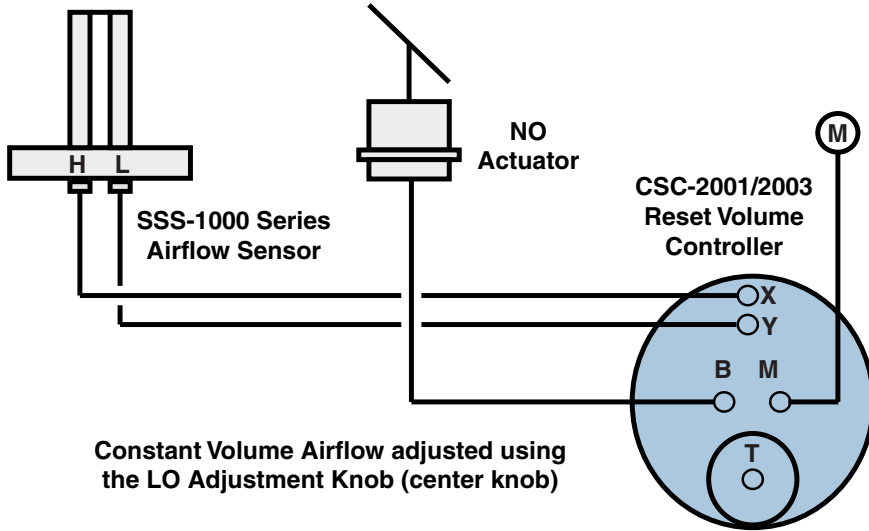 H L
SSS-1000 Series
Airflow Sensor
NO
Actuator
M
CSC-2001/2003
Reset Volume
Controller
X
Y
B M
T
Constant Volume Airflow adjusted using
the LO Adjustment Knob (center knob)